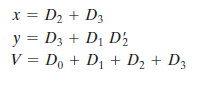 x = D₂ + D₃
y = D₃ + D₁ D₂′
V = D₀ + D₁ + D₂ + D₃